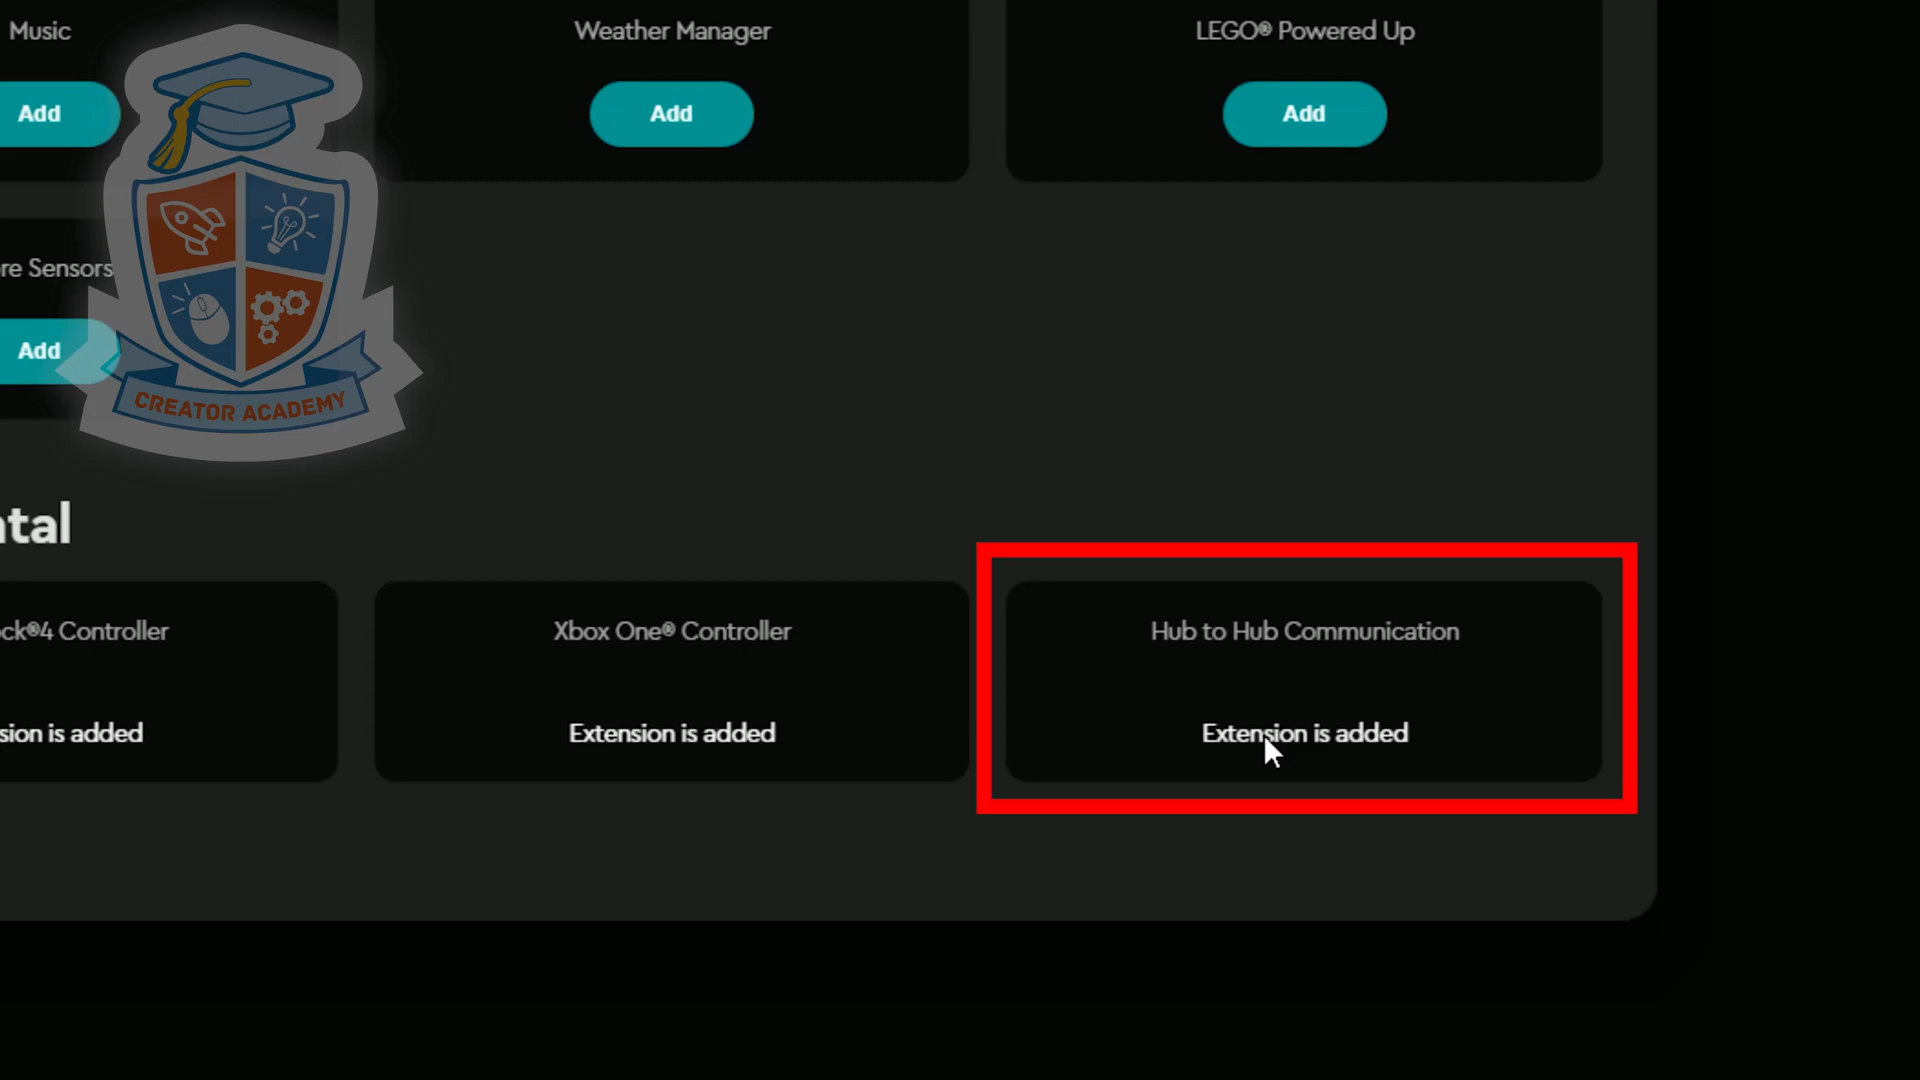 Music
Weather Manager
LEGO® Powered Up
Add
Add
Add
re Sensors
Add
CREATOR ACADEMY
ntal
ck®4 Controller
Xbox One® Controller
Hub to Hub Communication
sion is added
Extension is added
Extension is added